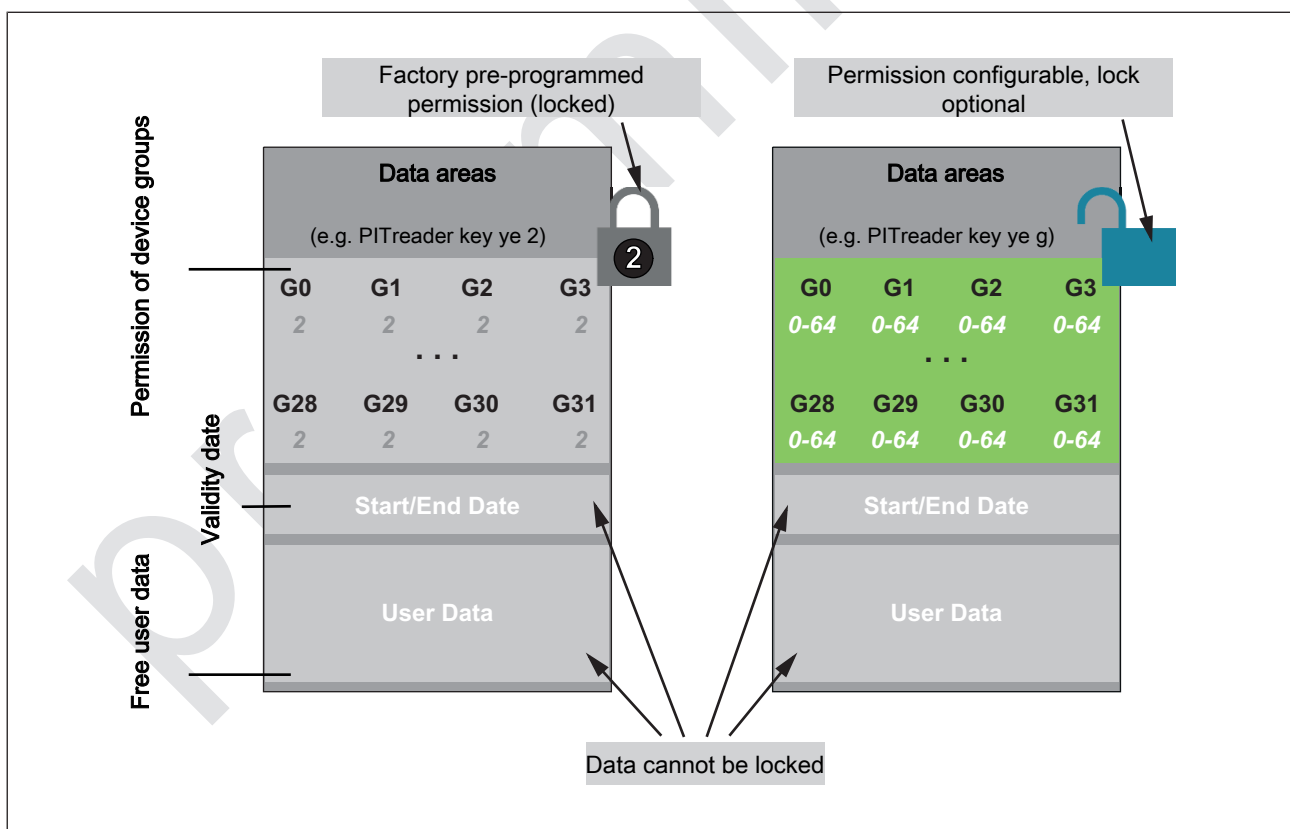 Factory pre-programmed
permission (locked)
Permission configurable, lock
optional
Permission of device groups
Validity date
Free user data
Data areas
(e.g. PITreader key ye 2)
2
G0 G1 G2 G3
2 2 2 2
. . .
G28 G29 G30 G31
2 2 2 2
Start/End Date
User Data
Data areas
(e.g. PITreader key ye g)
G0 G1 G2 G3
0-64 0-64 0-64 0-64
. . .
G28 G29 G30 G31
0-64 0-64 0-64 0-64
Start/End Date
User Data
Data cannot be locked